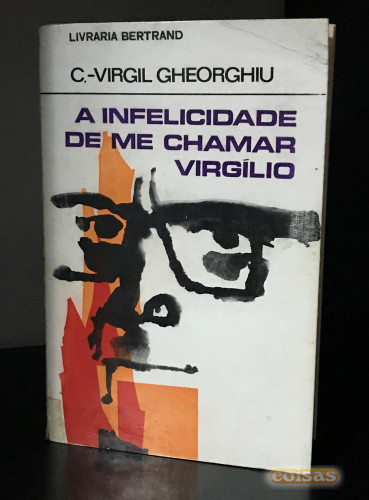 LIVRARIA BERTRAND
C.-VIRGIL GHEORGHIU
A INFELICIDADE
DE ME CHAMAR
VIRGÍLIO
coisas